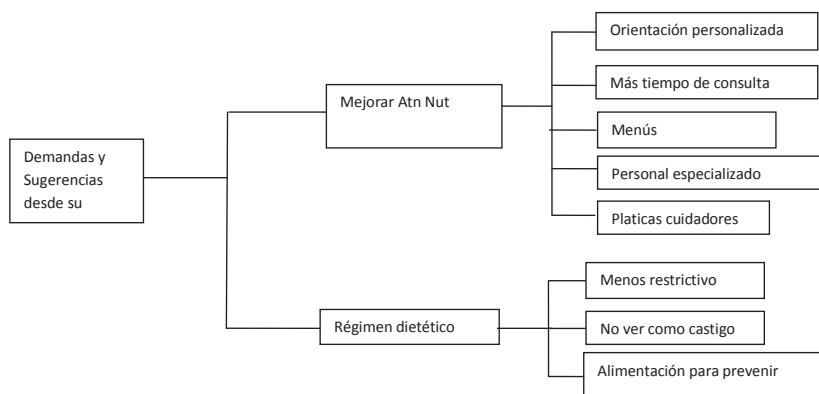 Demandas y
Sugerencias
desde su
Mejorar Atn Nut
Orientación personalizada
Más tiempo de consulta
Menús
Personal especializado
Platicas cuidadores
Régimen dietético
Menos restrictivo
No ver como castigo
Alimentación para prevenir